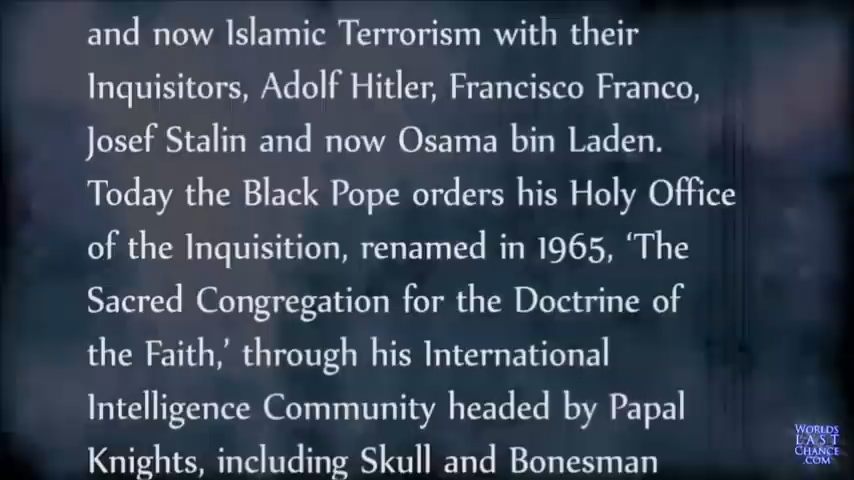 and now Islamic Terrorism with their
Inquisitors, Adolf Hitler, Francisco Franco,
Josef Stalin and now Osama bin Laden.
Today the Black Pope orders his Holy Office
of the Inquisition, renamed in 1965, ‘The
Sacred Congregation for the Doctrine of
the Faith,’ through his International
Intelligence Community headed by Papal
Knights, including Skull and Bonesman
WORLDS
LAST
CHANCE
.COM